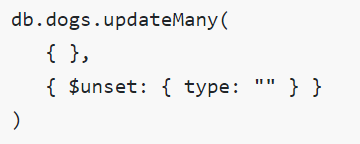 db.dogs.updateMany(
{ },
{ $unset: { type: "" } }
)